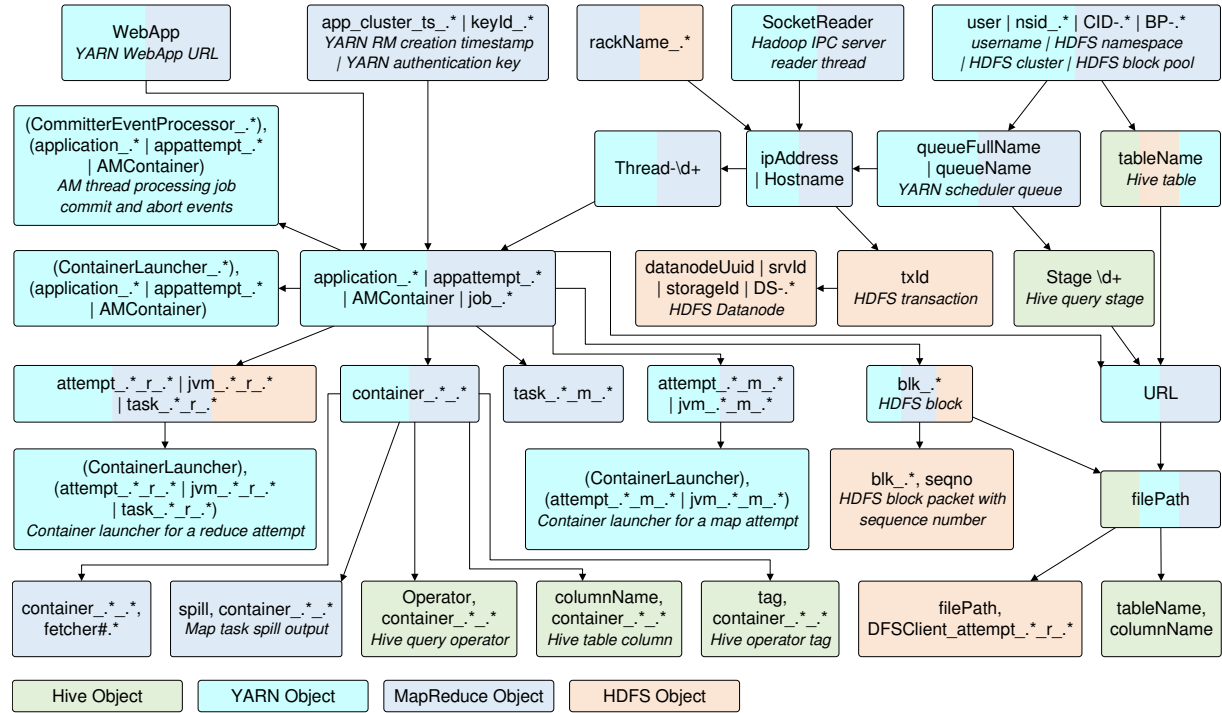 WebApp
YARN WebApp URL
app_cluster_ts_.* | keyId_.*
YARN RM creation timestamp
| YARN authentication key
rackName_.*
SocketReader
Hadoop IPC server
reader thread
user | nsid_.* | CID-.* | BP-.*
username | HDFS namespace
| HDFS cluster | HDFS block pool
(CommitterEventProcessor_.*),
(application_.* | appattempt_.*
| AMContainer)
AM thread processing job
commit and abort events
Thread-\d+
ipAddress
| Hostname
queueFullName
| queueName
YARN scheduler queue
tableName
Hive table
(ContainerLauncher_.*),
(application_.* | appattempt_.*
| AMContainer)
application_.* | appattempt_.*
| AMContainer | job_.*
datanodeUuid | srvId
| storageId | DS-.*
HDFS Datanode
txId
HDFS transaction
Stage \d+
Hive query stage
attempt_.*_r_.* | jvm_.*_r_.*
| task_.*_r_.*
container_.*_.*
task_.*_m_.*
attempt_.*_m_.*
| jvm_.*_m_.*
blk_.*
HDFS block
URL
(ContainerLauncher),
(attempt_.*_r_.* | jvm_.*_r_.*
| task_.*_r_.*)
Container launcher for a reduce attempt
(ContainerLauncher),
(attempt_.*_m_.* | jvm_.*_m_.*)
Container launcher for a map attempt
blk_.*, seqno
HDFS block packet with
sequence number
filePath
container_.*_.*,
fetcher#.*
spill, container_.*_.*
Map task spill output
Operator,
container_.*_.*
Hive query operator
columnName,
container_.*_.*
Hive table column
tag,
container_.*_.*
Hive operator tag
filePath,
DFSClient_attempt_.*_r_.*
tableName,
columnName
Hive Object
YARN Object
MapReduce Object
HDFS Object